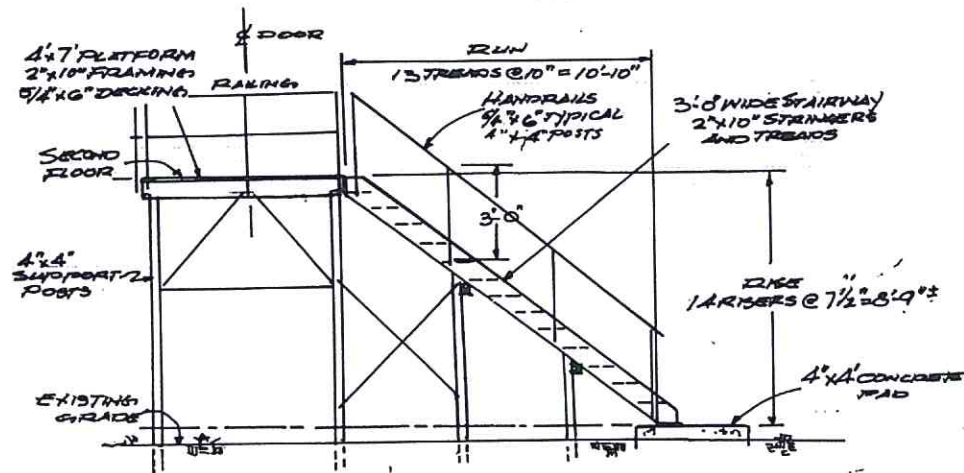 ℄ DOOR
4'x7' PLATFORM
2"x10" FRAMING
5/4"x6" DECKING
RAILING
RUN
13 TREADS @ 10" = 10'-10"
HANDRAILS
5/4"x6" TYPICAL
4"x4" POSTS
3'-0" WIDE STAIRWAY
2"x10" STRINGERS
AND TREADS
SECOND
FLOOR
3'-0"
4"x4"
SUPPORT
POSTS
RISE
14 RISERS @ 7 1/2" = 8'-9" ±
4"x4' CONCRETE
PAD
EXISTING
GRADE